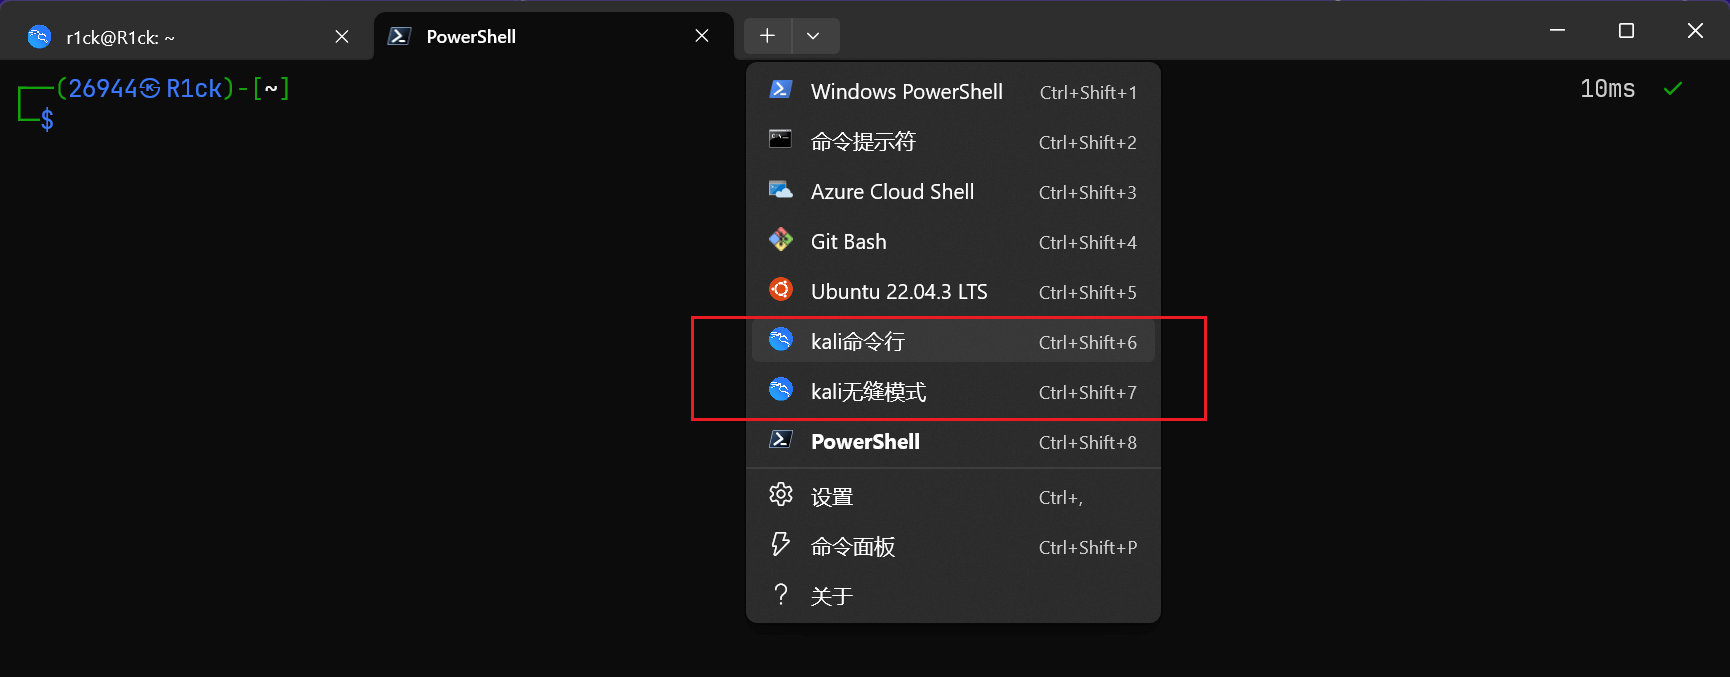 r1ck@R1ck: ~
PowerShell
(26944㉿R1ck)-[~]
$
10ms ✓
Windows PowerShell Ctrl+Shift+1
命令提示符 Ctrl+Shift+2
Azure Cloud Shell Ctrl+Shift+3
Git Bash Ctrl+Shift+4
Ubuntu 22.04.3 LTS Ctrl+Shift+5
kali命令行 Ctrl+Shift+6
kali无缝模式 Ctrl+Shift+7
PowerShell Ctrl+Shift+8
设置 Ctrl+,
命令面板 Ctrl+Shift+P
关于